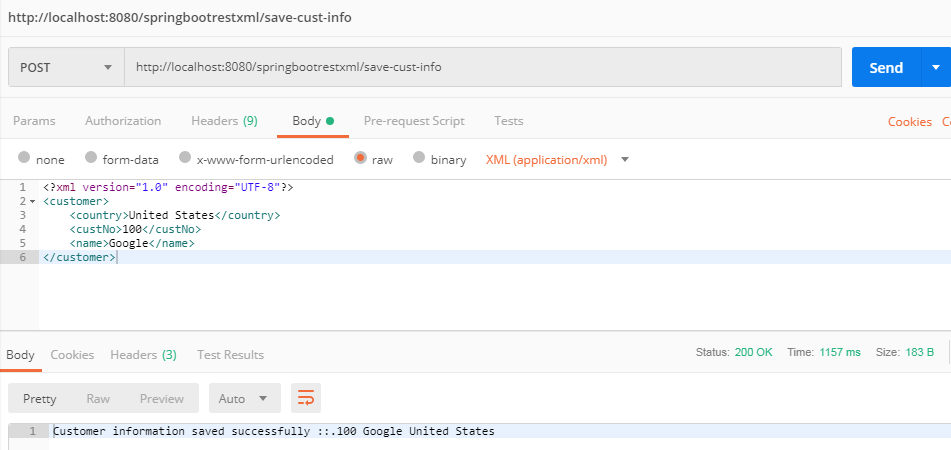 http://localhost:8080/springbootrestxml/save-cust-info
POST http://localhost:8080/springbootrestxml/save-cust-info Send
Params Authorization Headers (9) Body Pre-request Script Tests Cookies
none form-data x-www-form-urlencoded raw binary XML (application/xml)
1 <?xml version="1.0" encoding="UTF-8"?>
2 <customer>
3 <country>United States</country>
4 <custNo>100</custNo>
5 <name>Google</name>
6 </customer>
Body Cookies Headers (3) Test Results Status: 200 OK Time: 1157 ms Size: 183 B
Pretty Raw Preview Auto
1 Customer information saved successfully ::.100 Google United States